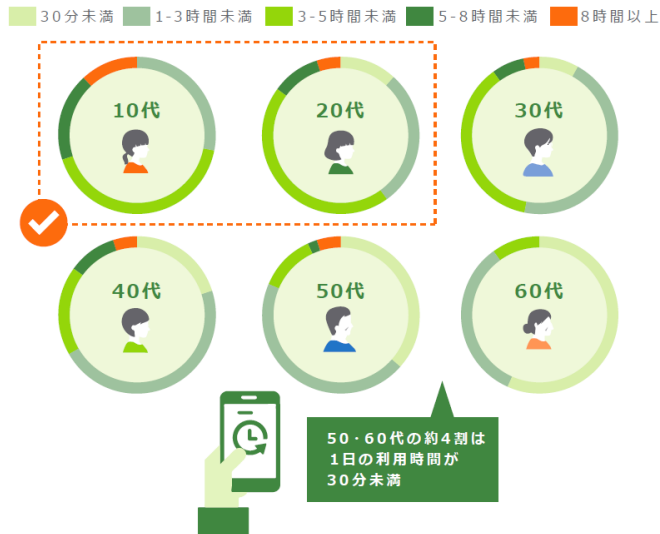 30分未満 1-3時間未満 3-5時間未満 5-8時間未満 8時間以上
10代 20代 30代
40代 50代 60代
50・60代の約4割は
1日の利用時間が
30分未満